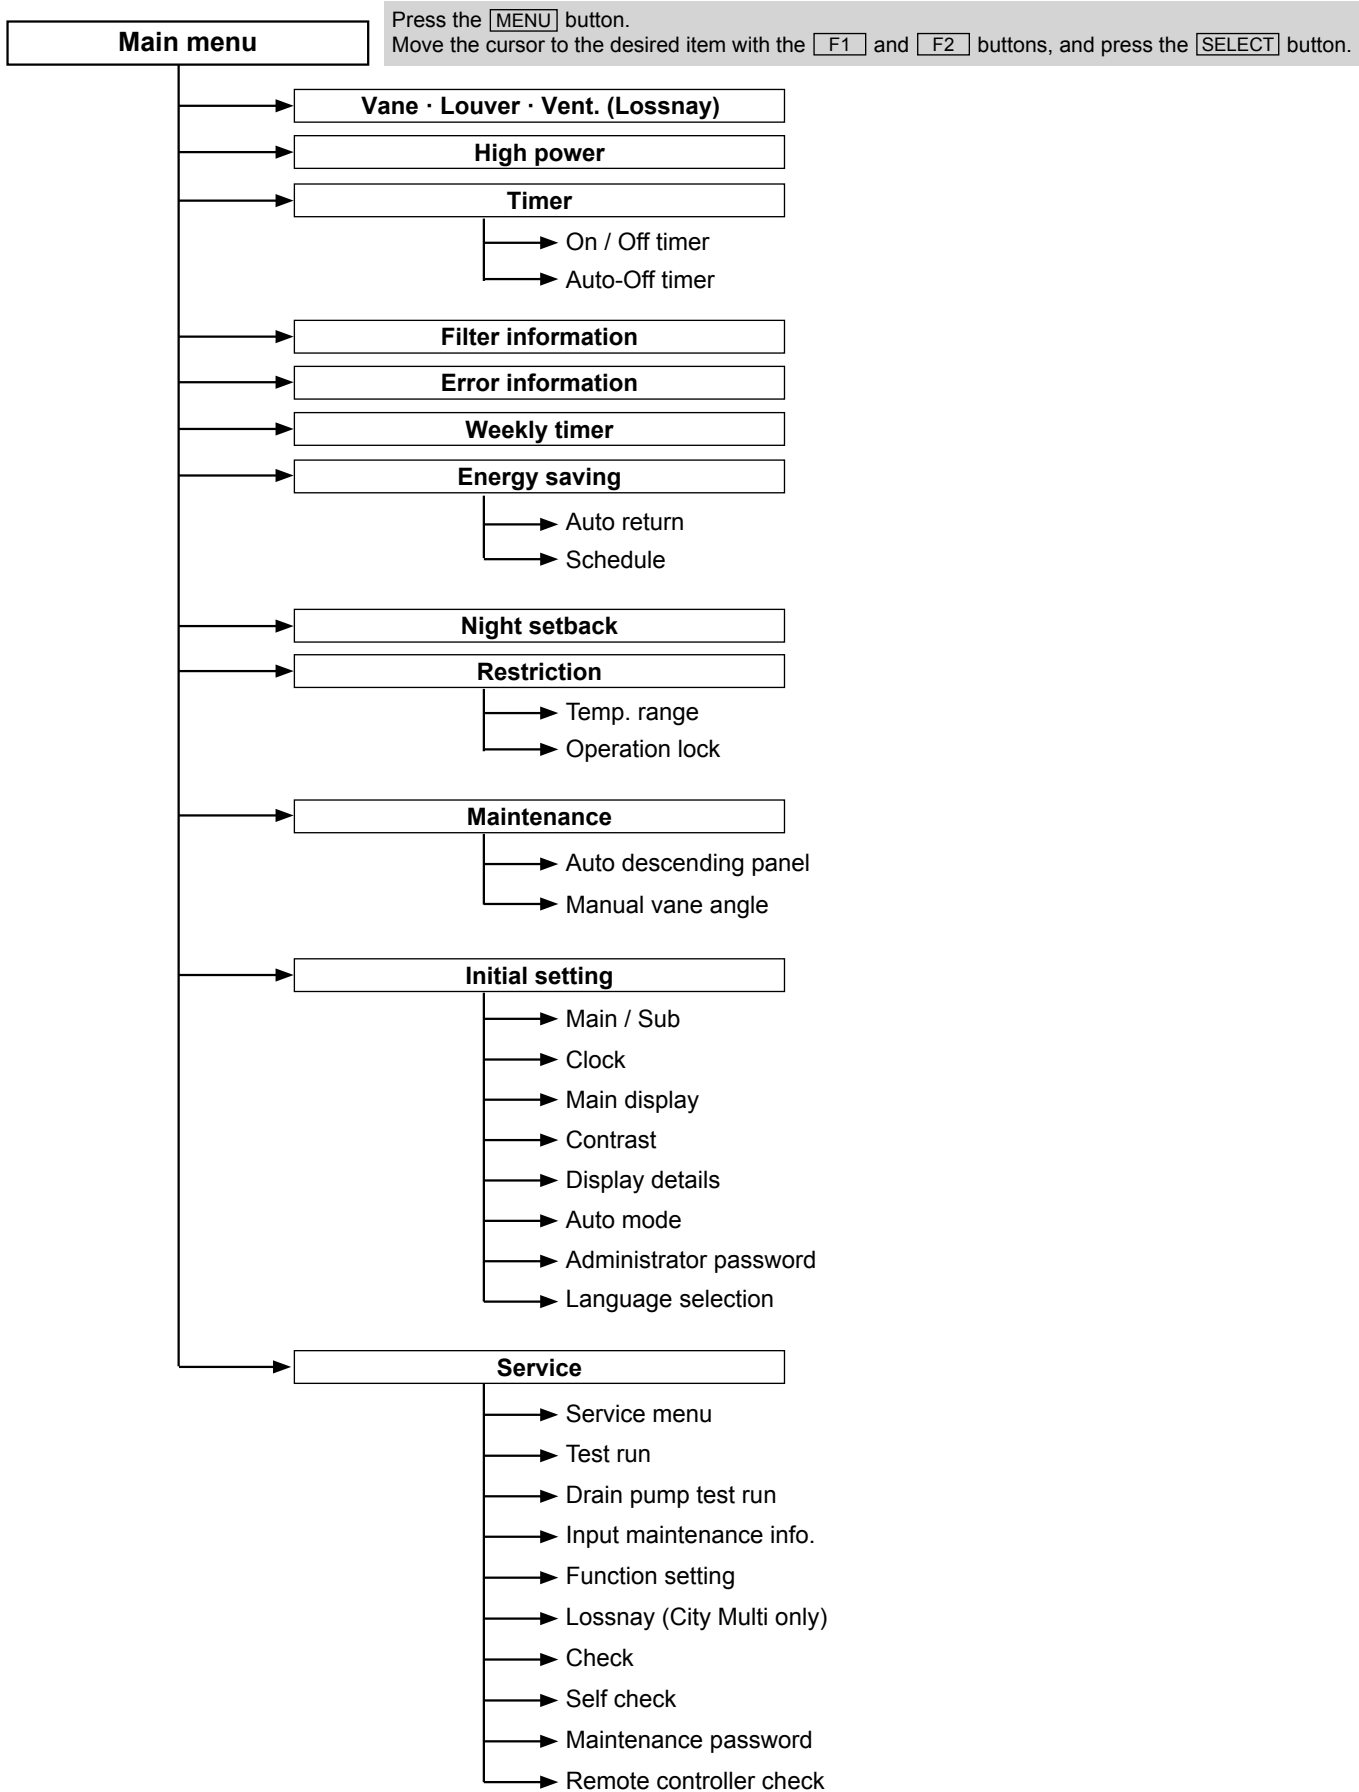 Main menu
Press the MENU button.
Move the cursor to the desired item with the F1 and F2 buttons, and press the SELECT button.
Vane · Louver · Vent. (Lossnay)
High power
Timer
On / Off timer
Auto-Off timer
Filter information
Error information
Weekly timer
Energy saving
Auto return
Schedule
Night setback
Restriction
Temp. range
Operation lock
Maintenance
Auto descending panel
Manual vane angle
Initial setting
Main / Sub
Clock
Main display
Contrast
Display details
Auto mode
Administrator password
Language selection
Service
Service menu
Test run
Drain pump test run
Input maintenance info.
Function setting
Lossnay (City Multi only)
Check
Self check
Maintenance password
Remote controller check